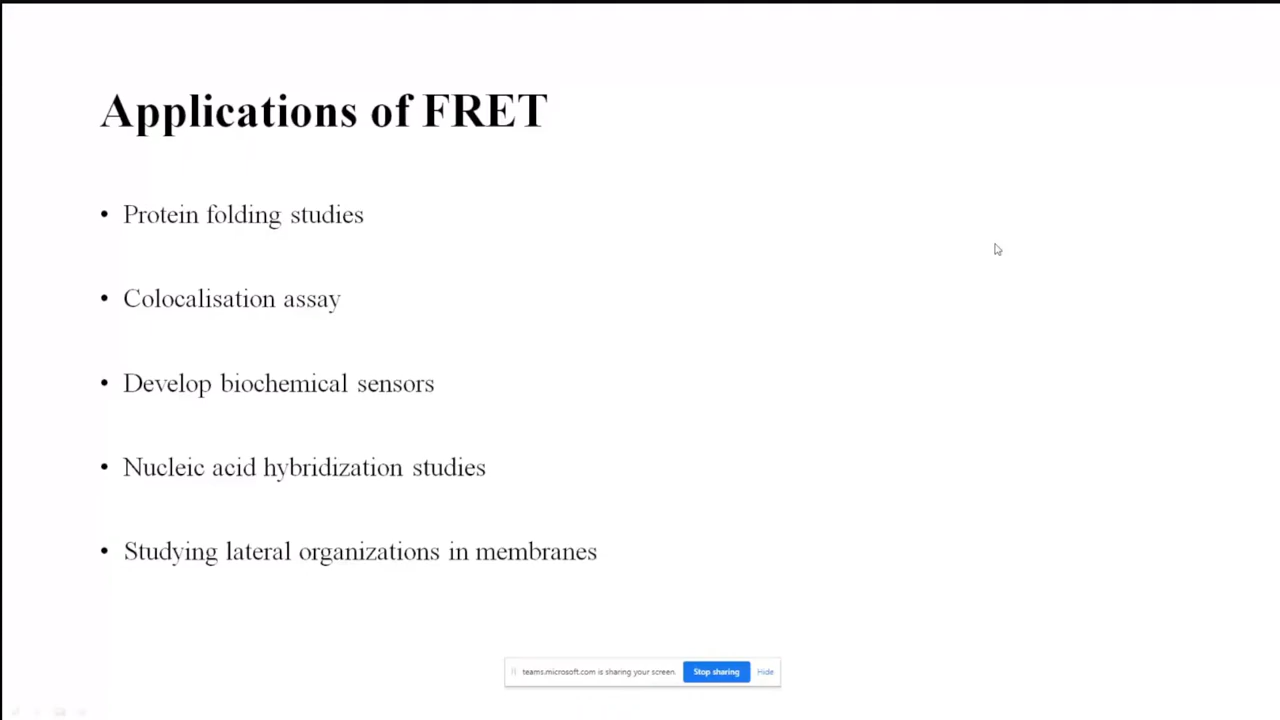 Applications of FRET
• Protein folding studies
• Colocalisation assay
• Develop biochemical sensors
• Nucleic acid hybridization studies
• Studying lateral organizations in membranes
teams.microsoft.com is sharing your screen. Stop sharing Hide